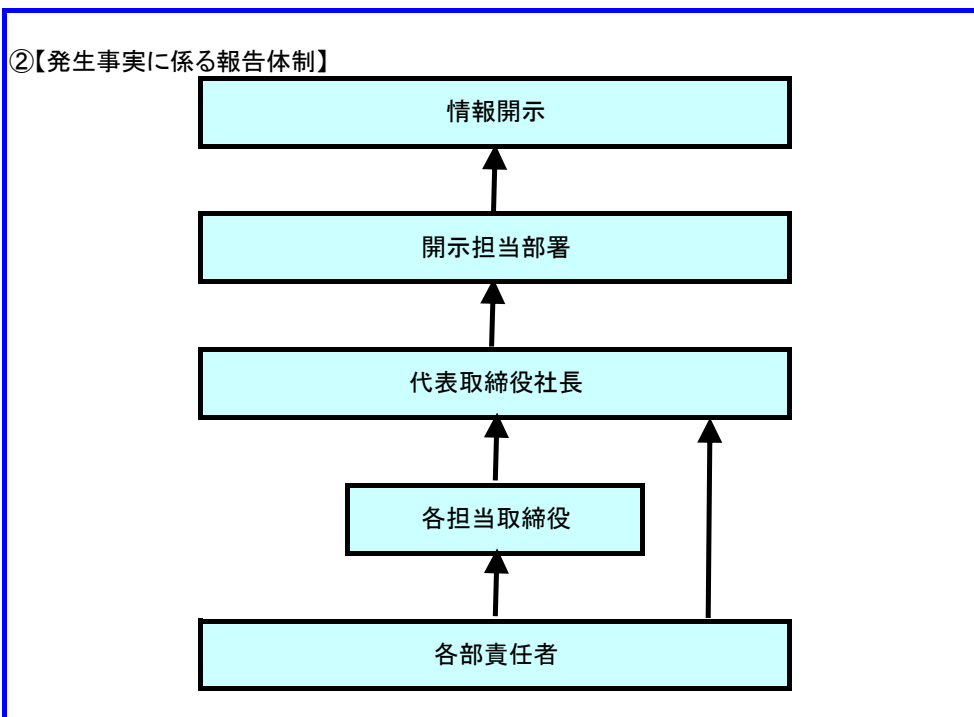 ②【発生事実に係る報告体制】
情報開示
開示担当部署
代表取締役社長
各担当取締役
各部責任者